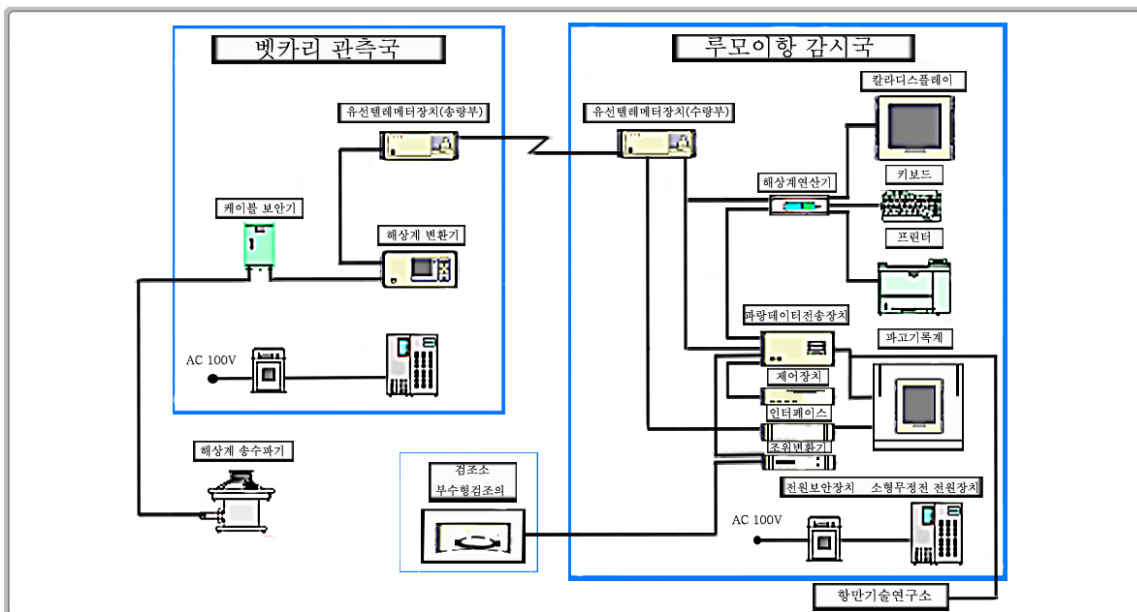 벳카리 관측국
유선텔레메터장치(송량부)
케이블 보안기
해상계 변환기
AC 100V
해상계 송수파기
검조소
부수형검조의
루모이항 감시국
칼라디스플레이
유선텔레메터장치(수량부)
키보드
해상계연산기
프린터
파랑데이터전송장치
파고기록계
제어장치
인터페이스
조위변환기
전원보안장치 소형무정전 전원장치
AC 100V
항만기술연구소